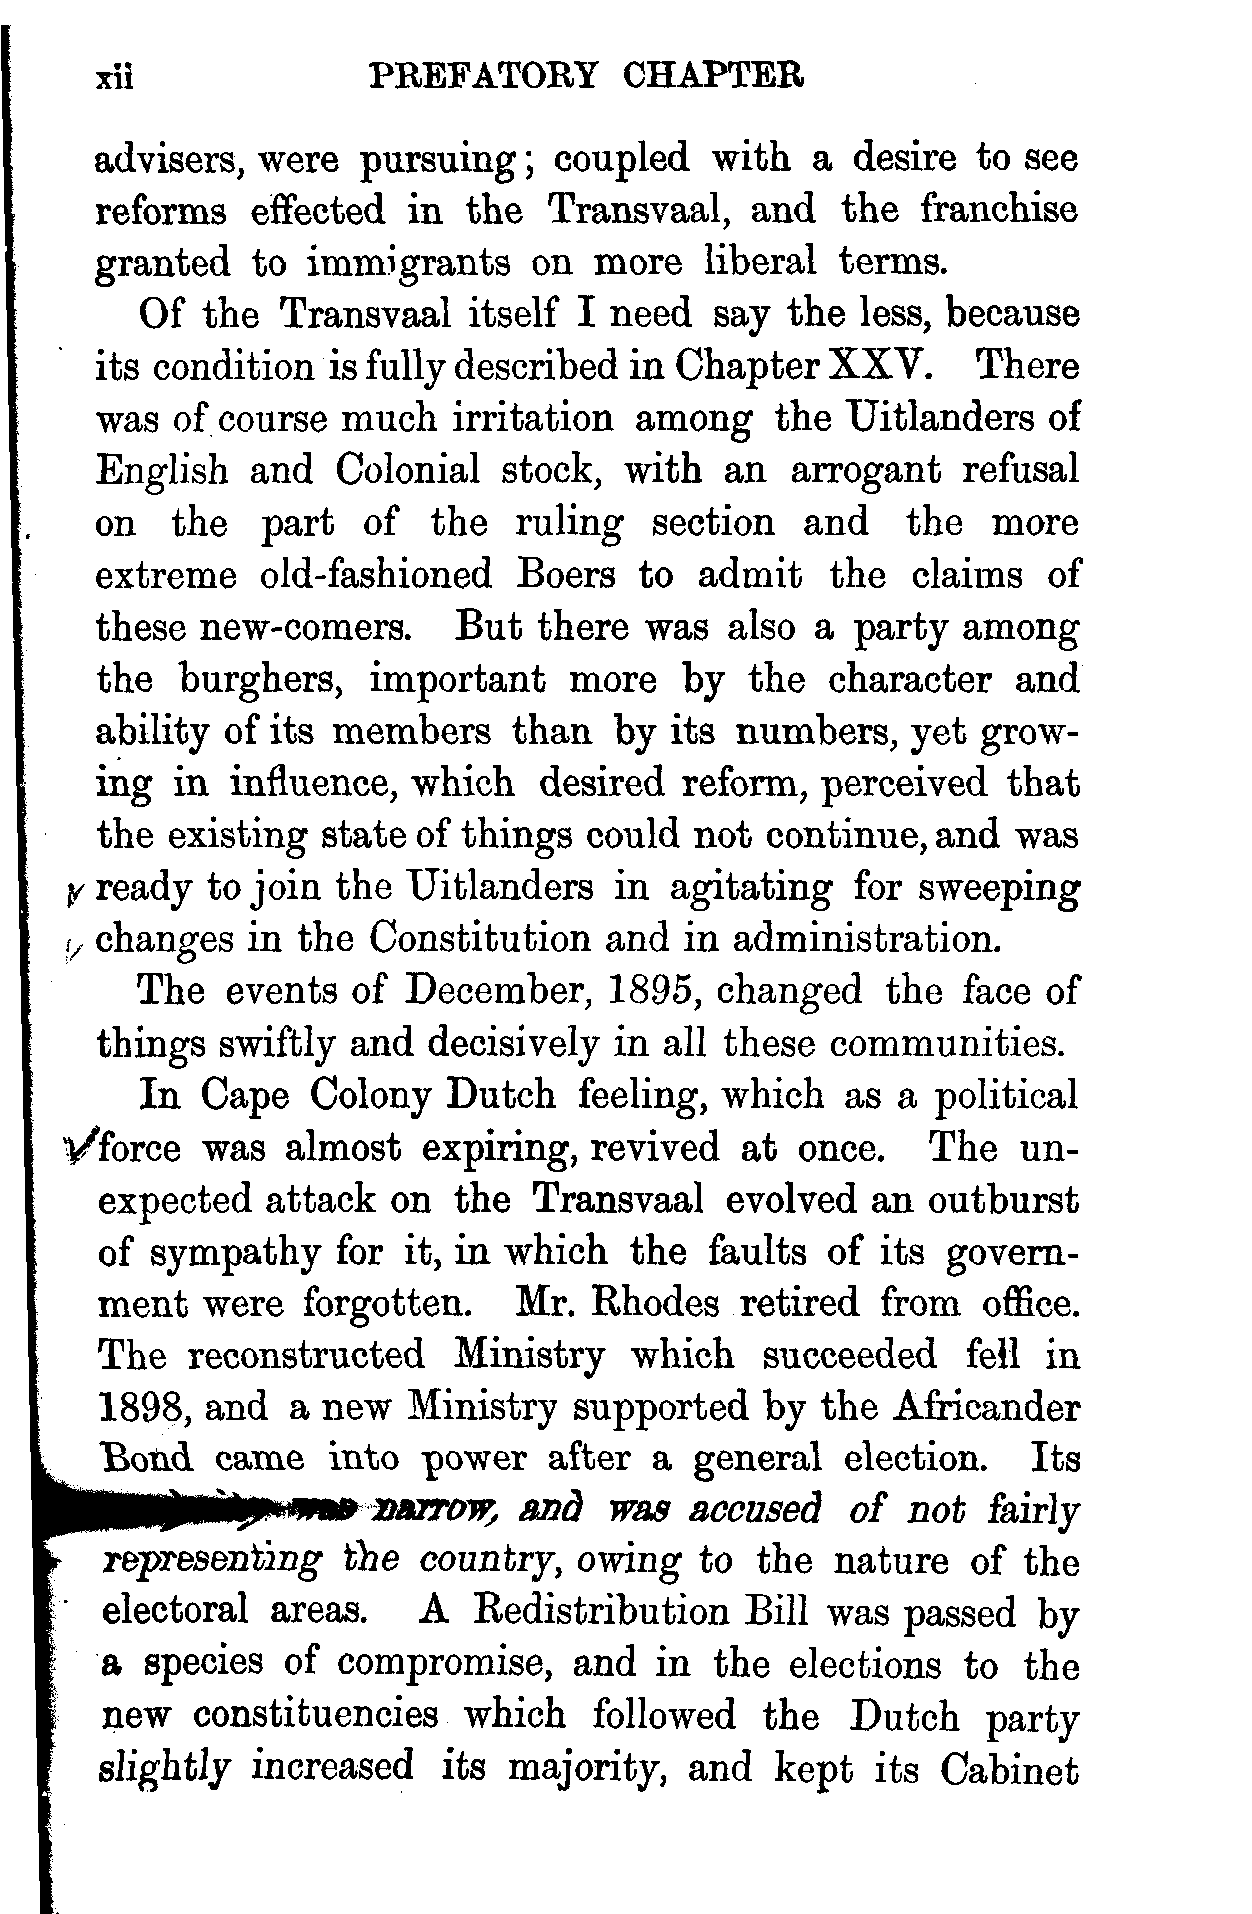 xii PREFATORY CHAPTER
advisers, were pursuing; coupled with a desire to see
reforms effected in the Transvaal, and the franchise
granted to immigrants on more liberal terms.
Of the Transvaal itself I need say the less, because
its condition is fully described in Chapter XXV. There
was of course much irritation among the Uitlanders of
English and Colonial stock, with an arrogant refusal
on the part of the ruling section and the more
extreme old-fashioned Boers to admit the claims of
these new-comers. But there was also a party among
the burghers, important more by the character and
ability of its members than by its numbers, yet grow-
ing in influence, which desired reform, perceived that
the existing state of things could not continue, and was
ready to join the Uitlanders in agitating for sweeping
changes in the Constitution and in administration.
The events of December, 1895, changed the face of
things swiftly and decisively in all these communities.
In Cape Colony Dutch feeling, which as a political
force was almost expiring, revived at once. The un-
expected attack on the Transvaal evolved an outburst
of sympathy for it, in which the faults of its govern-
ment were forgotten. Mr. Rhodes retired from office.
The reconstructed Ministry which succeeded fell in
1898, and a new Ministry supported by the Africander
Bond came into power after a general election. Its
was narrow, and was accused of not fairly
representing the country, owing to the nature of the
electoral areas. A Redistribution Bill was passed by
a species of compromise, and in the elections to the
new constituencies which followed the Dutch party
slightly increased its majority, and kept its Cabinet